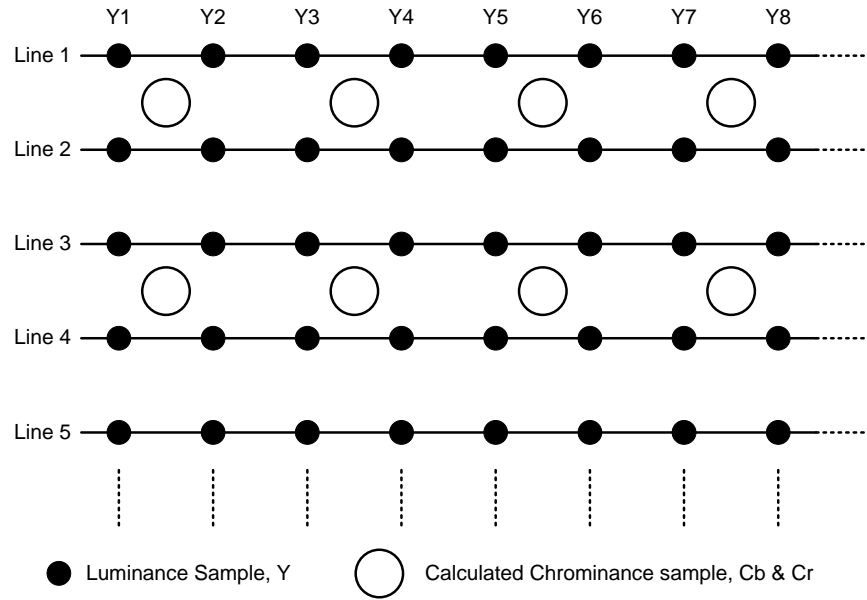 Y1 Y2 Y3 Y4 Y5 Y6 Y7 Y8
Line 1
Line 2
Line 3
Line 4
Line 5
Luminance Sample, Y
Calculated Chrominance sample, Cb & Cr